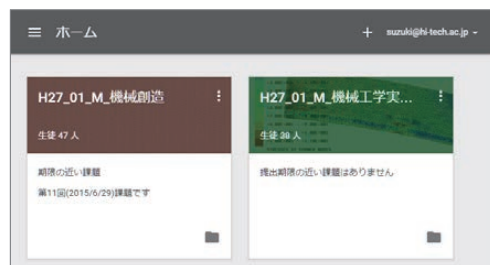 ホーム
+ suzuki@hi-tech.ac.jp
H27_01_M_機械創造
生徒 47 人
期限の近い課題
第11回(2015/6/29)課題です
H27_01_M_機械工学実...
生徒 39 人
提出期限の近い課題はありません